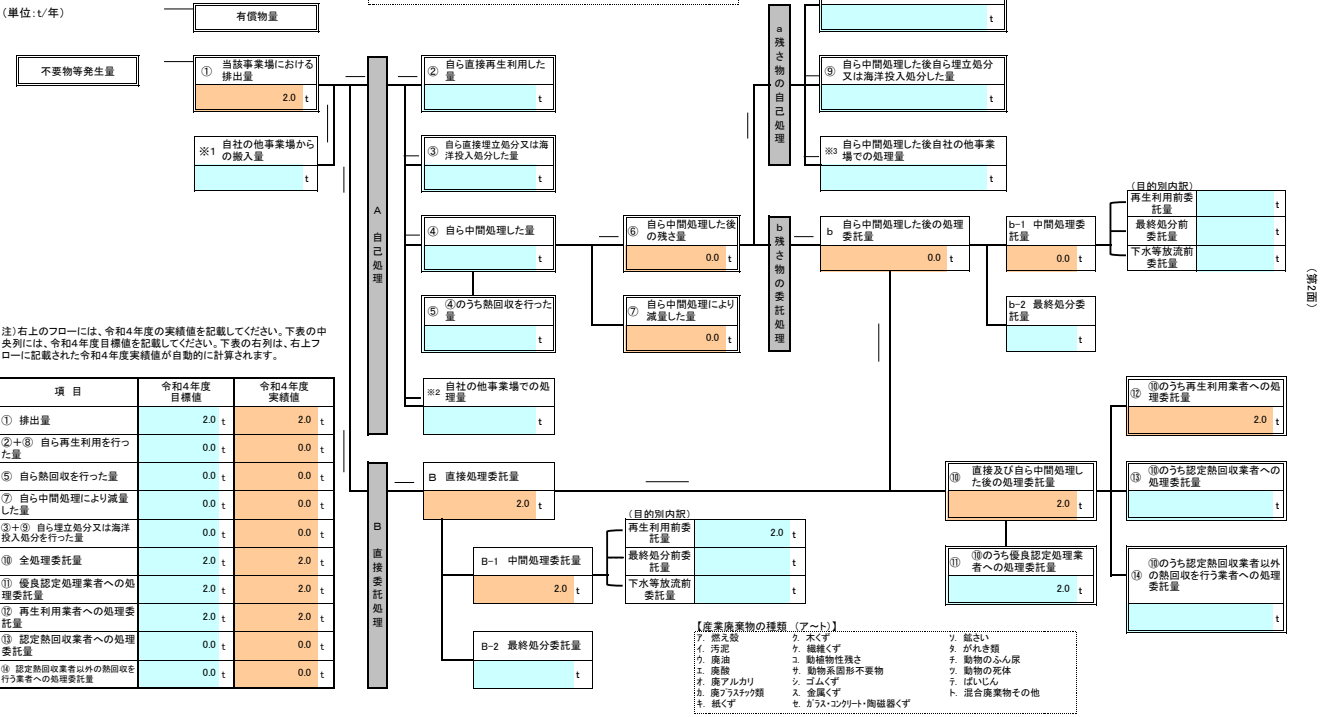 (単位:t/年)
有償物量
不要物等発生量
① 当該事業場における
排出量
2.0 t
※1 自社の他事業場から
の搬入量
t
A 自己処理
② 自ら直接再生利用した
量
t
③ 自ら直接埋立処分又は海
洋投入処分した量
t
④ 自ら中間処理した量
t
⑤ ④のうち熱回収を行った
量
t
※2 自社の他事業場での処
理量
t
⑥ 自ら中間処理した後
の残さ量
0.0 t
⑦ 自ら中間処理により
減量した量
0.0 t
a 残さ物の自己処理
t
⑨ 自ら中間処理した後自ら埋立処分
又は海洋投入処分した量
t
※3 自ら中間処理した後自社の他事業
場での処理量
t
b 残さ物の委託処理
b 自ら中間処理した後の処理
委託量
0.0 t
b-1 中間処理委
託量
0.0 t
b-2 最終処分委
託量
t
(目的別内訳)
再生利用前委
託量
t
最終処分前
委託量
t
下水等放流前
委託量
t
(第2面)
注)右上のフローには、令和4年度の実績値を記載してください。下表の中
央列には、令和4年度目標値を記載してください。下表の右列は、右上フ
ローに記載された令和4年度実績値が自動的に計算されます。
項 目 令和4年度
目標値 令和4年度
実績値
① 排出量 2.0 t 2.0 t
②+⑧ 自ら再生利用を行っ
た量 0.0 t 0.0 t
⑤ 自ら熱回収を行った量 0.0 t 0.0 t
⑦ 自ら中間処理により減量
した量 0.0 t 0.0 t
③+⑨ 自ら埋立処分又は海洋
投入処分を行った量 0.0 t 0.0 t
⑩ 全処理委託量 2.0 t 2.0 t
⑪ 優良認定処理業者への処
理委託量 2.0 t 2.0 t
⑫ 再生利用業者への処理委
託量 2.0 t 2.0 t
⑬ 認定熱回収業者への処理
委託量 0.0 t 0.0 t
⑭ 認定熱回収業者以外の熱回収を
行う業者への処理委託量 0.0 t 0.0 t
B 直接委託処理
B 直接処理委託量
2.0 t
B-1 中間処理委託量
2.0 t
B-2 最終処分委託量
t
(目的別内訳)
再生利用前委
託量
2.0 t
最終処分前委
託量
下水等放流前
委託量
⑩ 直接及び自ら中間処理し
た後の処理委託量
2.0 t
⑪ ⑩のうち優良認定処理業
者への処理委託量
2.0 t
⑫ ⑩のうち再生利用業者への処
理委託量
2.0 t
⑬ ⑩のうち認定熱回収業者への
処理委託量
t
⑭ ⑩のうち認定熱回収業者以外
の熱回収を行う業者への処理
委託量
t
【産業廃棄物の種類 (ア~ト)】
ア. 燃え殻 ク. 木くず ソ. 鉱さい
イ. 汚泥 ケ. 繊維くず タ. がれき類
ウ. 廃油 コ. 動植物性残さ チ. 動物のふん尿
エ. 廃酸 サ. 動物系固形不要物 ツ. 動物の死体
オ. 廃アルカリ シ. ゴムくず テ. ばいじん
カ. 廃プラスチック類 ス. 金属くず ト. 混合廃棄物その他
キ. 紙くず セ. ガラス・コンクリート・陶磁器くず